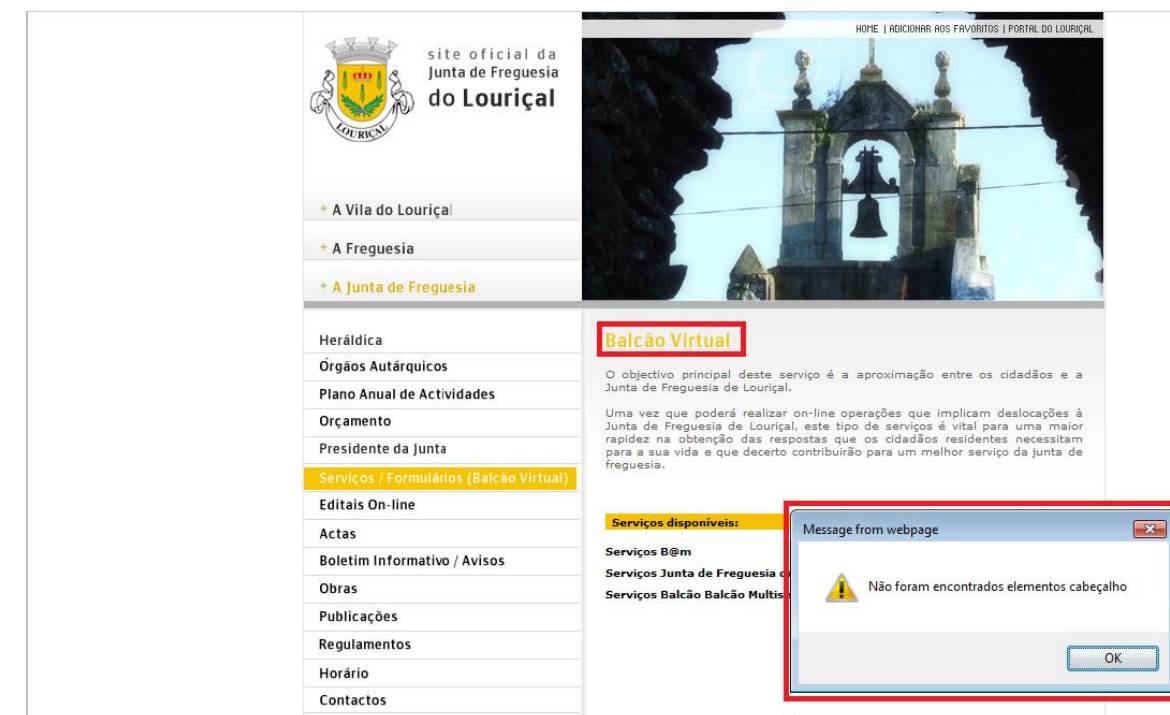 HOME | ADICIONAR AOS FAVORITOS | PORTAL DO LOURIÇAL
site oficial da
Junta de Freguesia
do Louriçal
LOURIÇAL
+ A Vila do Louriçal
+ A Freguesia
+ A Junta de Freguesia
Heráldica
Órgãos Autárquicos
Plano Anual de Actividades
Orçamento
Presidente da Junta
Serviços / Formulários (Balcão Virtual)
Editais On-line
Actas
Boletim Informativo / Avisos
Obras
Publicações
Regulamentos
Horário
Contactos
Balcão Virtual
O objectivo principal deste serviço é a aproximação entre os cidadãos e a
Junta de Freguesia de Louriçal.
Uma vez que poderá realizar on-line operações que implicam deslocações à
Junta de Freguesia de Louriçal, este tipo de serviços é vital para uma maior
rapidez na obtenção das respostas que os cidadãos residentes necessitam
para a sua vida e que decerto contribuirão para um melhor serviço da junta de
freguesia.
Serviços disponíveis:
Serviços B@m
Serviços Junta de Freguesia
Serviços Balcão Balcão
Message from webpage
Não foram encontrados elementos cabeçalho
OK